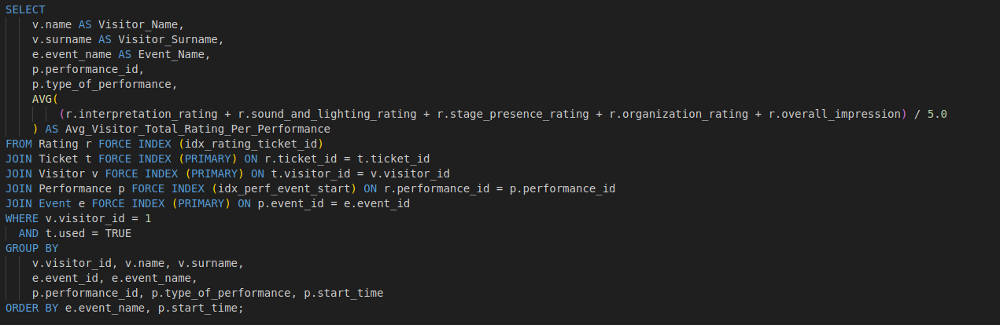 SELECT
    v.name AS Visitor_Name,
    v.surname AS Visitor_Surname,
    e.event_name AS Event_Name,
    p.performance_id,
    p.type_of_performance,
    AVG(
        (r.interpretation_rating + r.sound_and_lighting_rating + r.stage_presence_rating + r.organization_rating + r.overall_impression) / 5.0
    ) AS Avg_Visitor_Total_Rating_Per_Performance
FROM Rating r FORCE INDEX (idx_rating_ticket_id)
JOIN Ticket t FORCE INDEX (PRIMARY) ON r.ticket_id = t.ticket_id
JOIN Visitor v FORCE INDEX (PRIMARY) ON t.visitor_id = v.visitor_id
JOIN Performance p FORCE INDEX (idx_perf_event_start) ON r.performance_id = p.performance_id
JOIN Event e FORCE INDEX (PRIMARY) ON p.event_id = e.event_id
WHERE v.visitor_id = 1
  AND t.used = TRUE
GROUP BY
    v.visitor_id, v.name, v.surname,
    e.event_id, e.event_name,
    p.performance_id, p.type_of_performance, p.start_time
ORDER BY e.event_name, p.start_time;